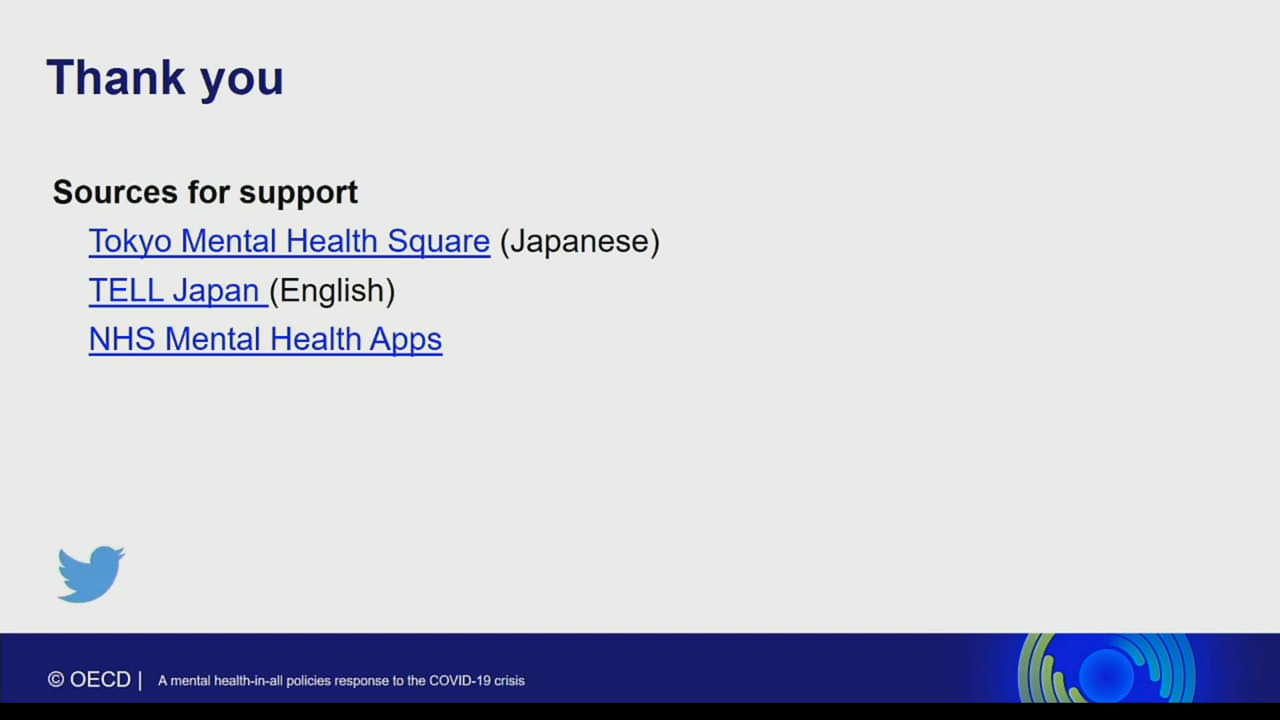 Thank you
Sources for support
Tokyo Mental Health Square (Japanese)
TELL Japan (English)
NHS Mental Health Apps
© OECD | A mental health-in-all policies response to the COVID-19 crisis